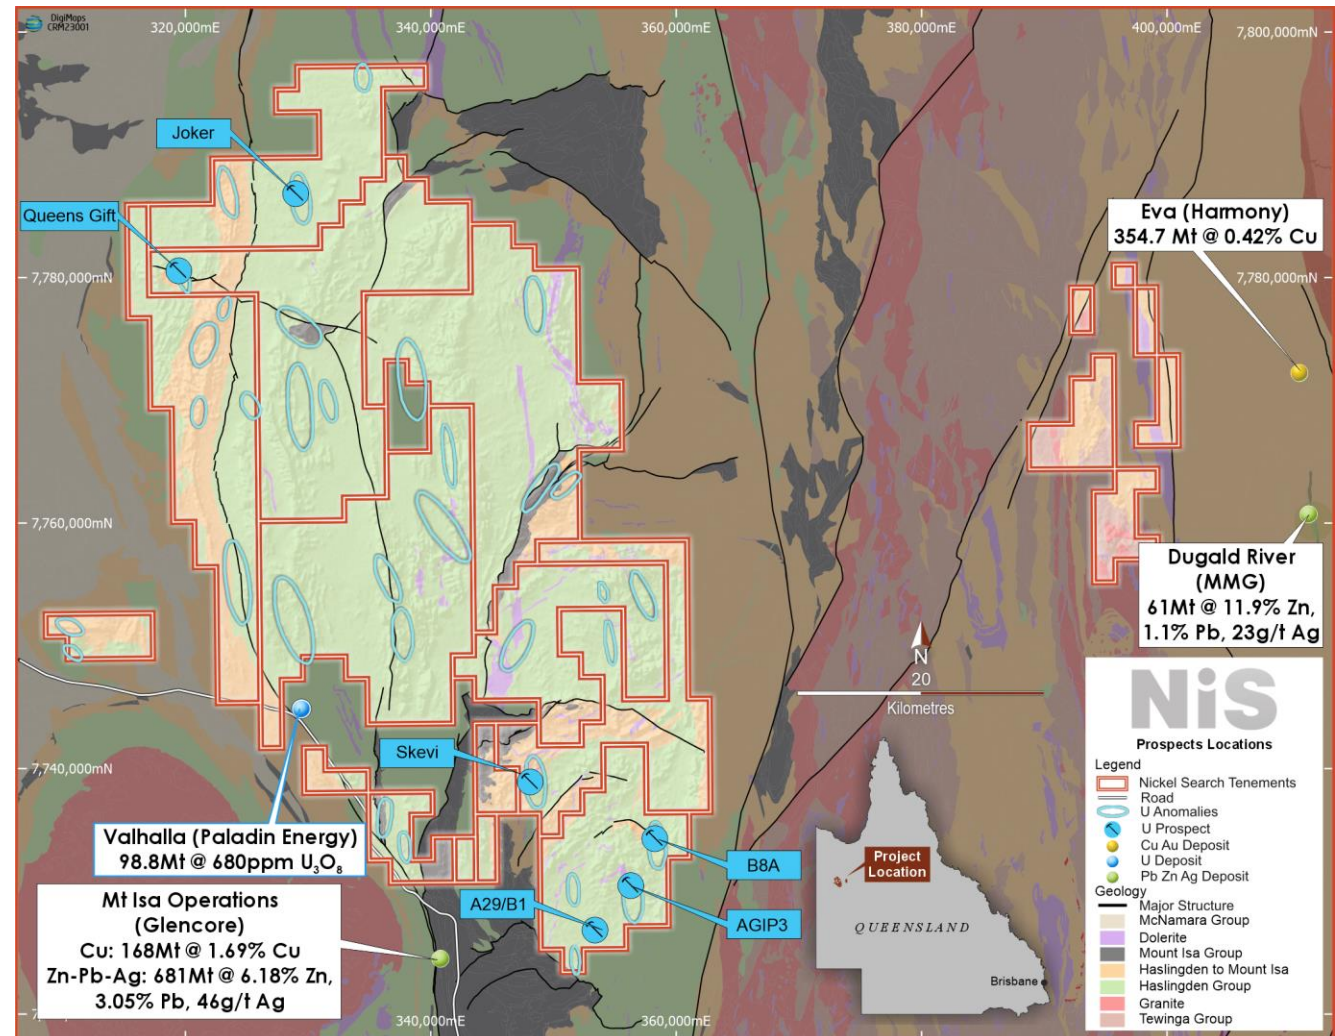 DigiMaps
CRM23001
320,000mE
340,000mE
360,000mE
380,000mE
400,000mE
7,800,000mN
Joker
Queens Gift
Eva (Harmony)
354.7 Mt @ 0.42% Cu
7,780,000mN
7,780,000mN
7,760,000mN
Dugald River
(MMG)
61Mt @ 11.9% Zn,
1.1% Pb, 23g/t Ag
N
20
Kilometres
7,740,000mN
Skevi
Valhalla (Paladin Energy)
98.8Mt @ 680ppm U₃O₈
B8A
Mt Isa Operations
(Glencore)
Cu: 168Mt @ 1.69% Cu
Zn-Pb-Ag: 681Mt @ 6.18% Zn,
3.05% Pb, 46g/t Ag
A29/B1
AGIP3
340,000mE
360,000mE
Project
Location
QUEENSLAND
Brisbane
NiS
Prospects Locations
Legend
Nickel Search Tenements
Road
U Anomalies
U Prospect
Cu Au Deposit
U Deposit
Pb Zn Ag Deposit
Geology
Major Structure
McNamara Group
Dolerite
Mount Isa Group
Haslingden to Mount Isa
Haslingden Group
Granite
Tewinga Group